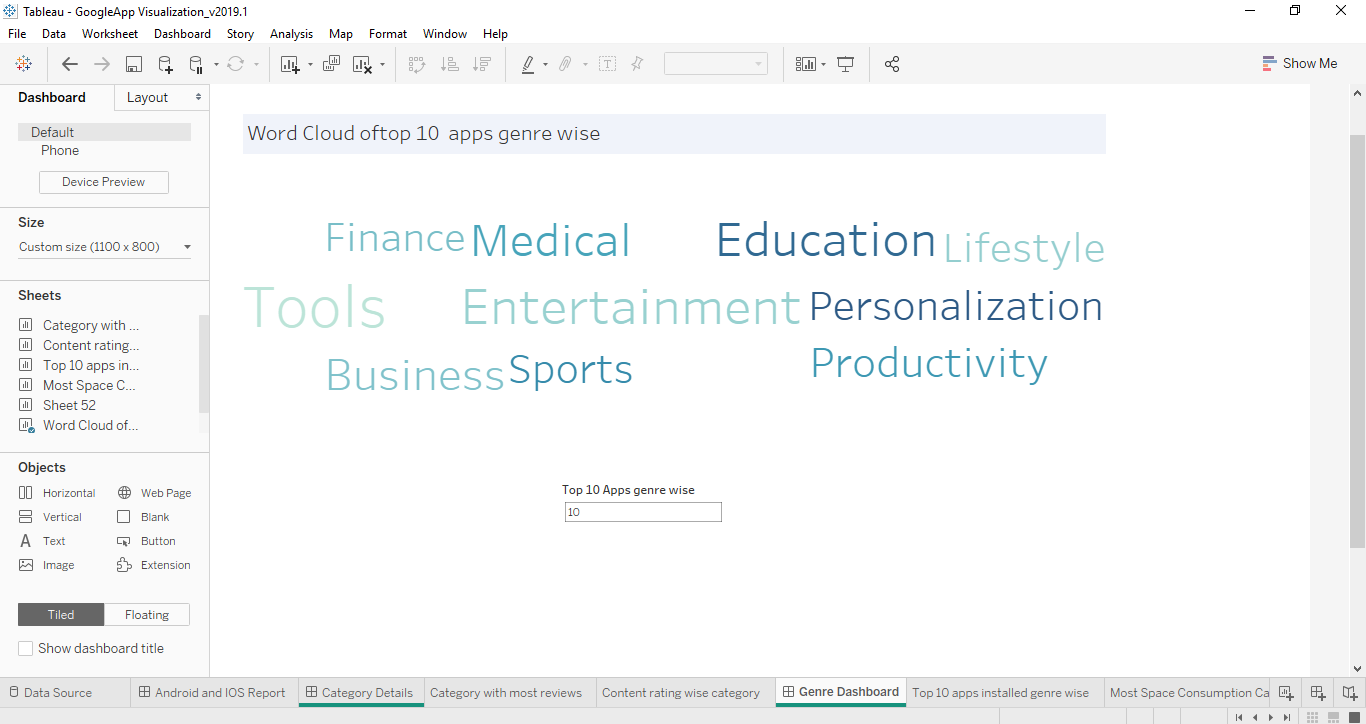 Tableau - GoogleApp Visualization_v2019.1
File Data Worksheet Dashboard Story Analysis Map Format Window Help
Show Me
Dashboard Layout
Default
Phone
Device Preview
Size
Custom size (1100 x 800)
Sheets
Category with ...
Content rating...
Top 10 apps in...
Most Space C...
Sheet 52
Word Cloud of...
Objects
Horizontal Web Page
Vertical Blank
A Text Button
Image Extension
Tiled Floating
Show dashboard title
Word Cloud oftop 10 apps genre wise
Finance Medical Education Lifestyle
Tools Entertainment Personalization
Business Sports Productivity
Top 10 Apps genre wise
10
Data Source Android and IOS Report Category Details Category with most reviews Content rating wise category Genre Dashboard Top 10 apps installed genre wise Most Space Consumption Ca